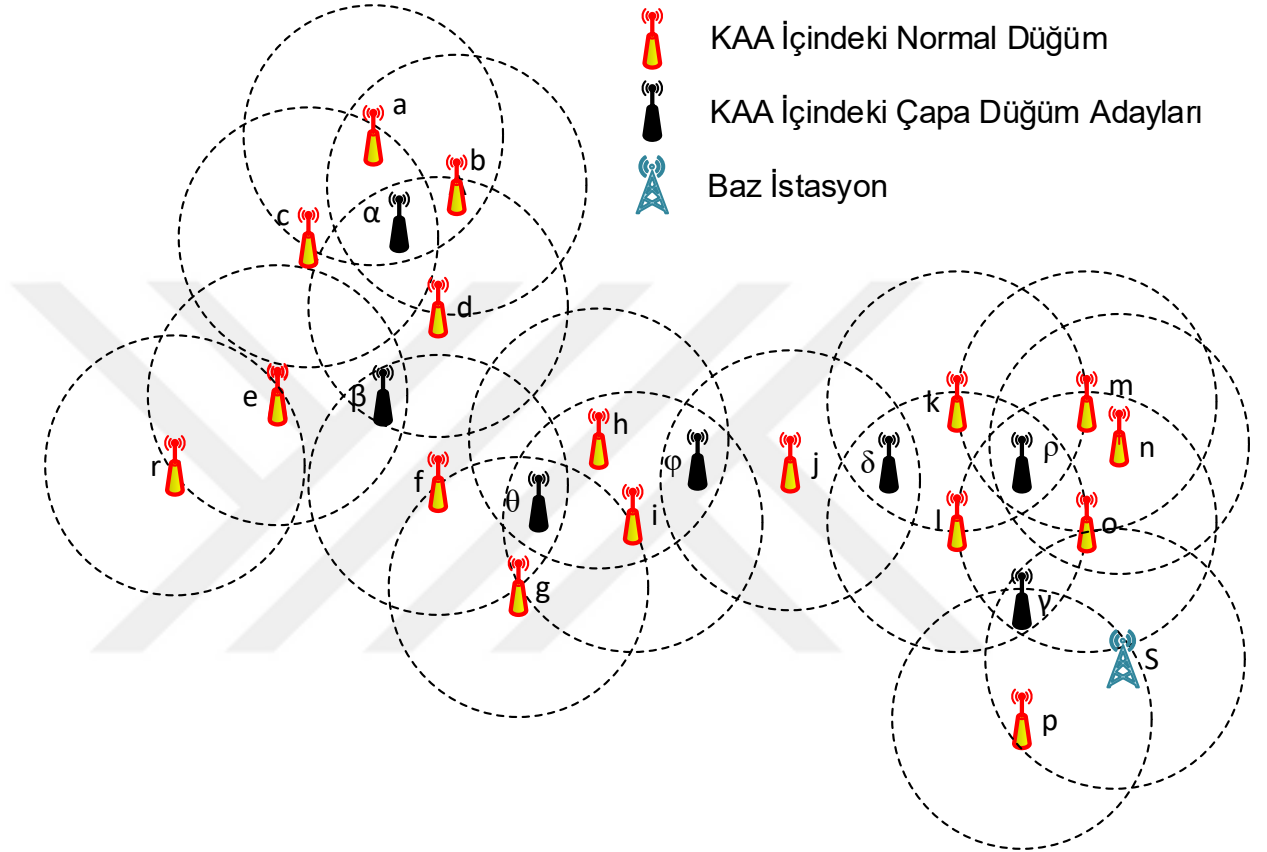 KAA İçindeki Normal Düğüm
KAA İçindeki Çapa Düğüm Adayları
Baz İstasyon
a
b
c
α
d
e
β
r
f
h
θ
i
g
φ
j
δ
k
m
ρ
n
l
o
γ
S
p